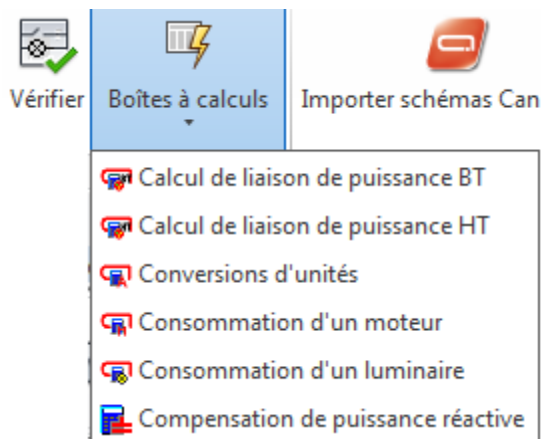 Vérifier
Boîtes à calculs
Importer schémas Can
Calcul de liaison de puissance BT
Calcul de liaison de puissance HT
Conversions d'unités
Consommation d'un moteur
Consommation d'un luminaire
Compensation de puissance réactive